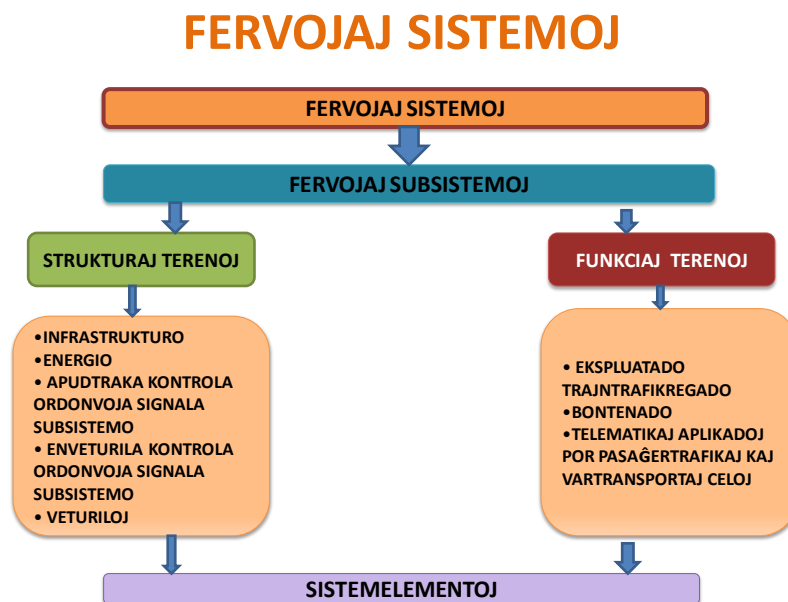 FERVOJAJ SISTEMOJ
FERVOJAJ SISTEMOJ
FERVOJAJ SUBSISTEMOJ
STRUKTURAJ TERENOJ
FUNKCIAJ TERENOJ
•INFRASTRUKTURO
•ENERGIO
• APUDTRAKA KONTROLA
ORDONVOJA SIGNALA
SUBSISTEMO
• ENVETURILA KONTROLA
ORDONVOJA SIGNALA
SUBSISTEMO
• VETURILOJ
• EKSPLUATADO
TRAJNTRAFIKREGADO
•BONTENADO
•TELEMATIKAJ APLIKADOJ
POR PASAĜERTRAFIKAJ KAJ
VARTRANSPORTAJ CELOJ
SISTEMELEMENTOJ